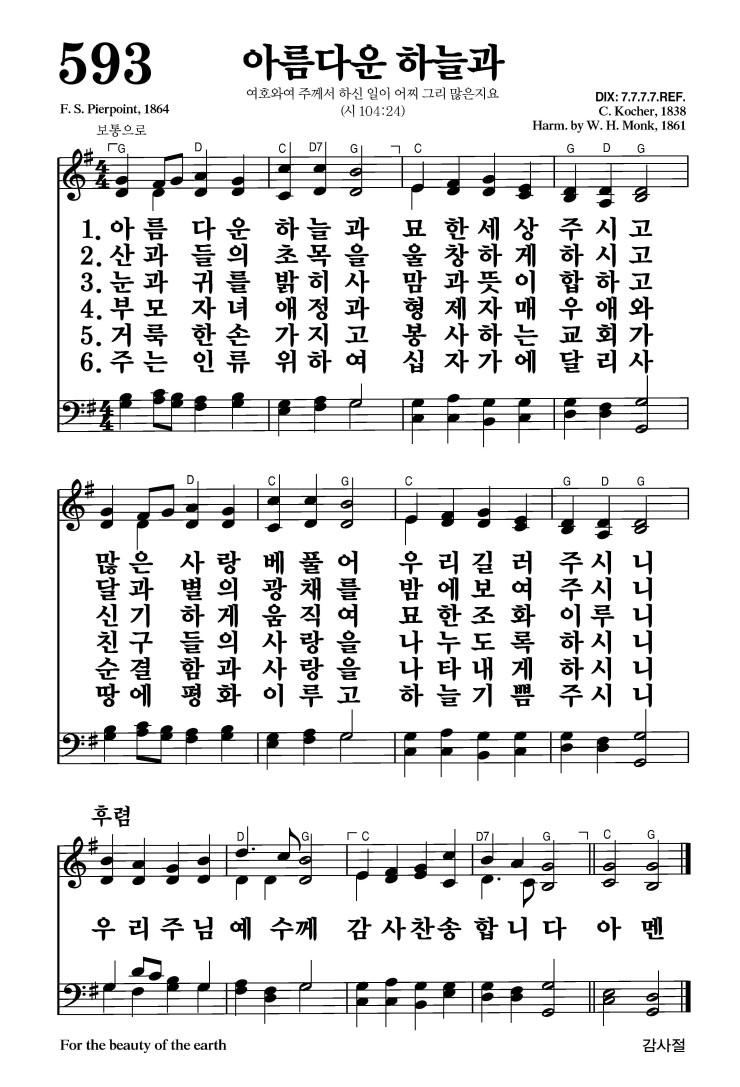 593
아름다운 하늘과
여호와여 주께서 하신 일이 어찌 그리 많은지요
(시 104:24)
F. S. Pierpoint, 1864
DIX: 7.7.7.7.REF.
C. Kocher, 1838
Harm. by W. H. Monk, 1861
보통으로
G D C D7 G C G D G
1. 아 름 다 운 하 늘 과 묘 한 세 상 주 시 고
2. 산 과 들 의 초 목 을 울 창 하 게 하 시 고
3. 눈 과 귀 를 밝 히 사 맘 과 뜻 이 합 하 고
4. 부 모 자 녀 애 정 과 형 제 자 매 우 애 와
5. 거 룩 한 손 가 지 고 봉 사 하 는 교 회 가
6. 주 는 인 류 위 하 여 십 자 가 에 달 리 사
D C G C G D G
많 은 사 랑 베 풀 어 우 리 길 러 주 시 니
달 과 별 의 광 채 를 밤 에 보 여 주 시 니
신 기 하 게 움 직 여 묘 한 조 화 이 루 니
친 구 들 의 사 랑 을 나 누 도 록 하 시 니
순 결 함 과 사 랑 을 나 타 내 게 하 시 니
땅 에 평 화 이 루 고 하 늘 기 쁨 주 시 니
후렴
D G C D7 G C G
우 리 주 님 예 수 께 감 사 찬 송 합 니 다 아 멘
For the beauty of the earth
감사절